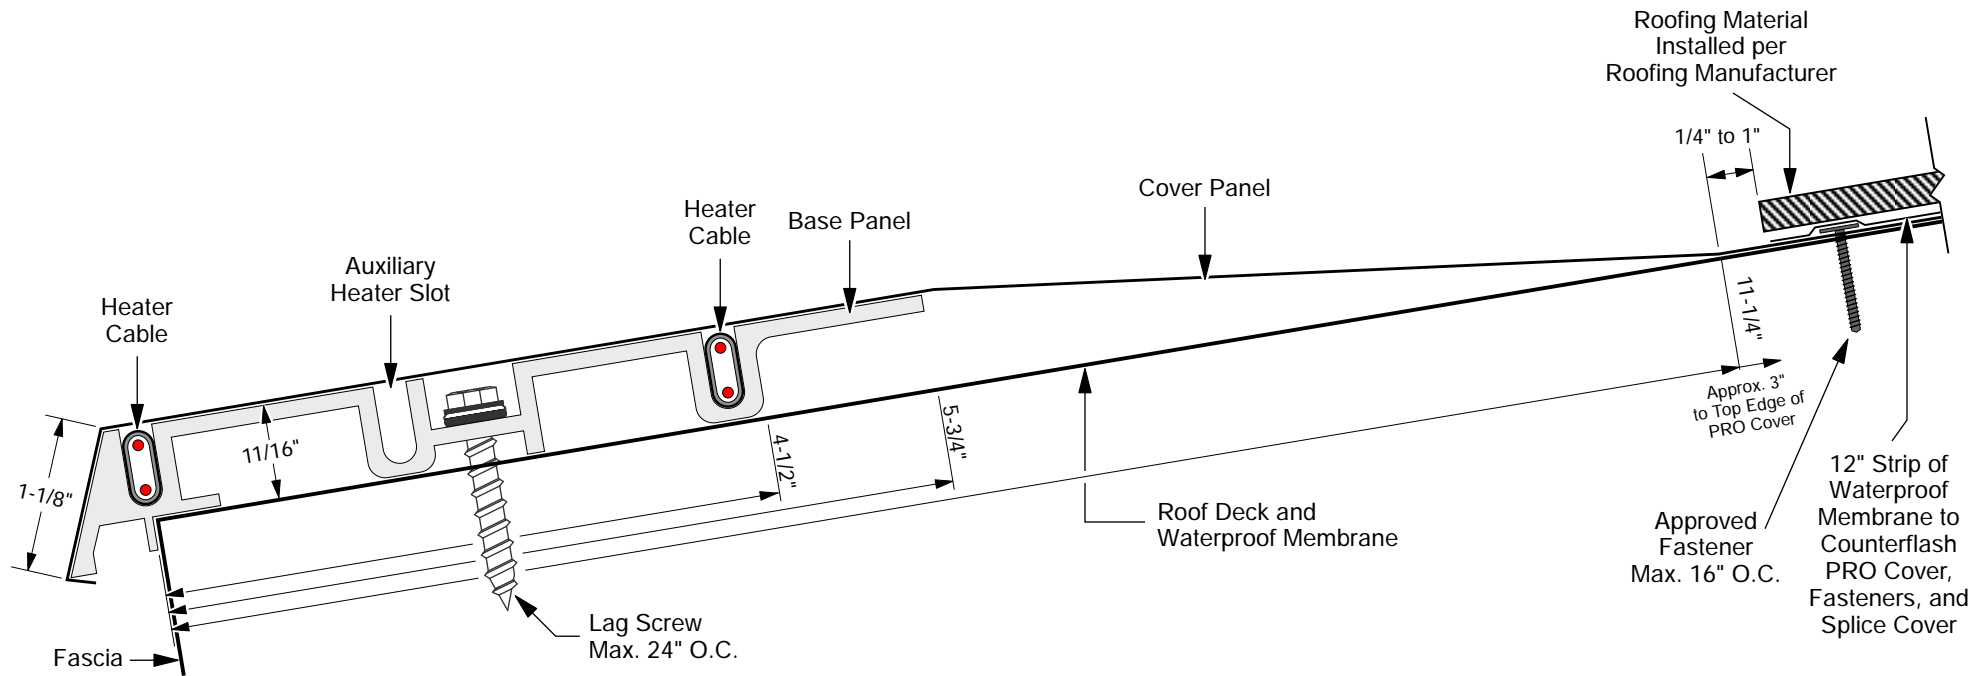 Roofing Material
Installed per
Roofing Manufacturer
1/4" to 1"
Cover Panel
Heater
Cable
Base Panel
Auxiliary
Heater Slot
Heater
Cable
11/16"
1-1/8"
4-1/2"
5-3/4"
11-1/4"
Approx. 3"
to Top Edge of
PRO Cover
Roof Deck and
Waterproof Membrane
Approved
Fastener
Max. 16" O.C.
12" Strip of
Waterproof
Membrane to
Counterflash
PRO Cover,
Fasteners, and
Splice Cover
Lag Screw
Max. 24" O.C.
Fascia